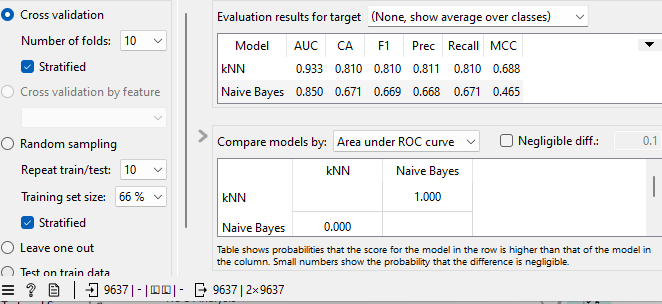 Cross validation
Number of folds: 10
Stratified
Cross validation by feature
Random sampling
Repeat train/test: 10
Training set size: 66 %
Stratified
Leave one out
Test on train data
Evaluation results for target (None, show average over classes)
Model AUC CA F1 Prec Recall MCC
kNN 0.933 0.810 0.810 0.811 0.810 0.688
Naive Bayes 0.850 0.671 0.669 0.668 0.671 0.465
Compare models by: Area under ROC curve Negligible diff.: 0.1
kNN Naive Bayes
kNN 1.000
Naive Bayes 0.000
Table shows probabilities that the score for the model in the row is higher than that of the model in
the column. Small numbers show the probability that the difference is negligible.
9637 | - | - 9637 | 2×9637